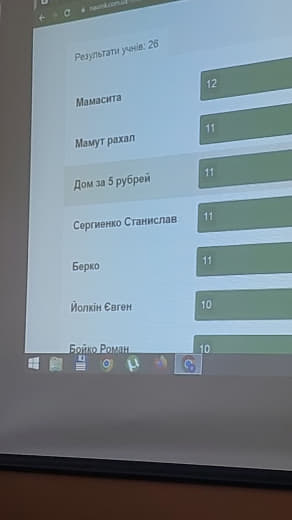 Результати учнів: 26
Мамасита 12
Мамут рахал 11
Дом за 5 рубрей 11
Сергиенко Станислав 11
Берко 11
Йолкін Євген 10
Бойко Роман 10